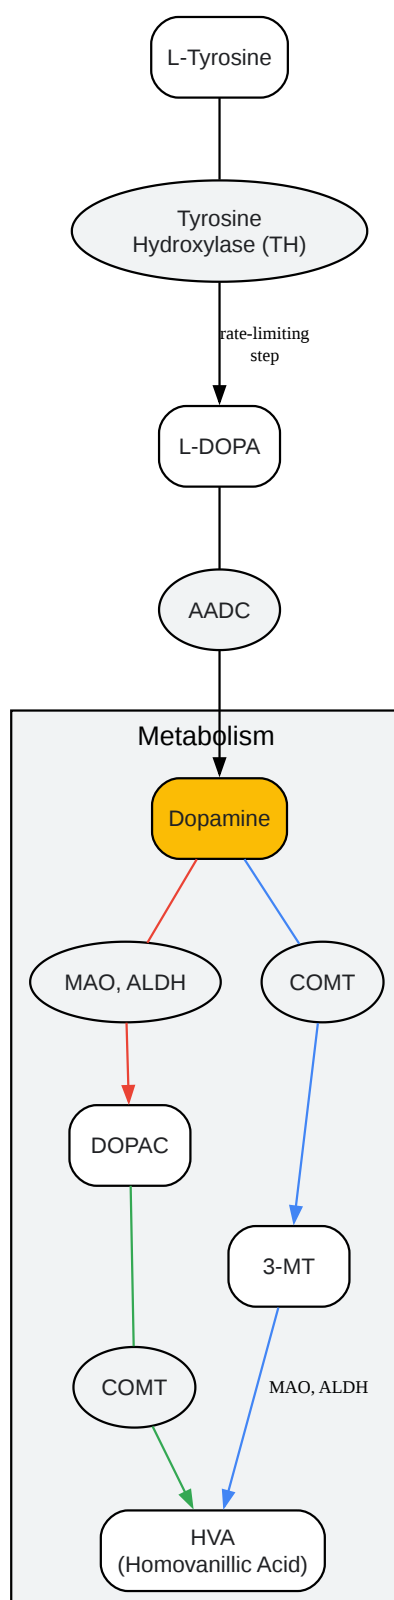 L-Tyrosine
Tyrosine
Hydroxylase (TH)
rate-limiting
step
L-DOPA
AADC
Metabolism
Dopamine
MAO, ALDH
COMT
DOPAC
3-MT
COMT
MAO, ALDH
HVA
(Homovanillic Acid)